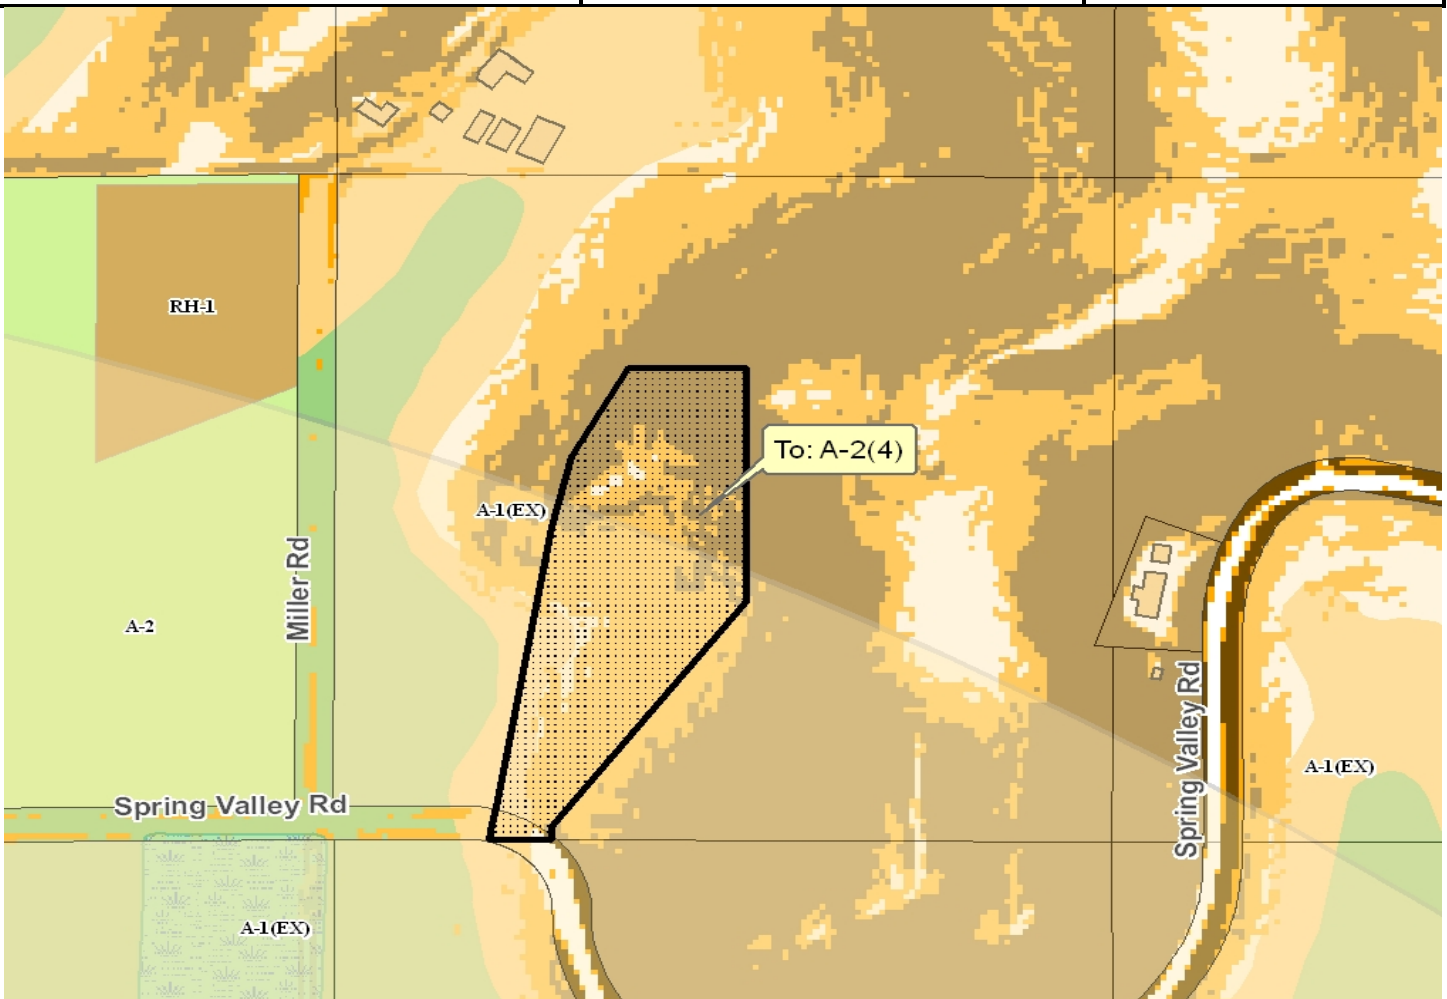 RH-1
To: A-2(4)
A-1(EX)
Miller Rd
A-2
Spring Valley Rd
Spring Valley Rd
A-1(EX)
A-1(EX)